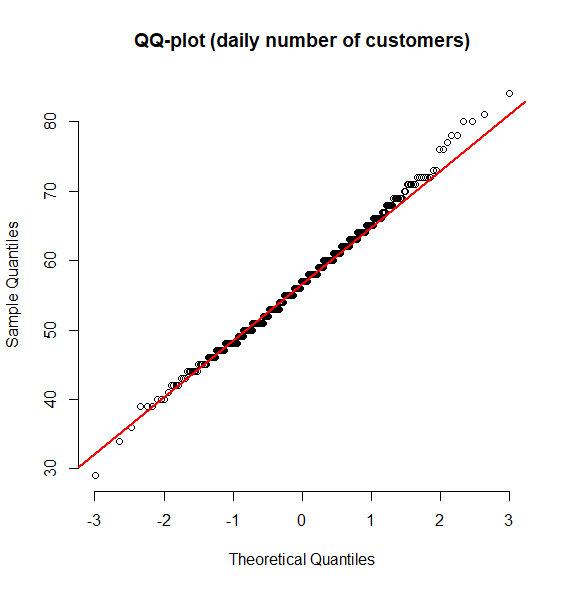 QQ-plot (daily number of customers)
Sample Quantiles
80
70
60
50
40
30
-3 -2 -1 0 1 2 3
Theoretical Quantiles